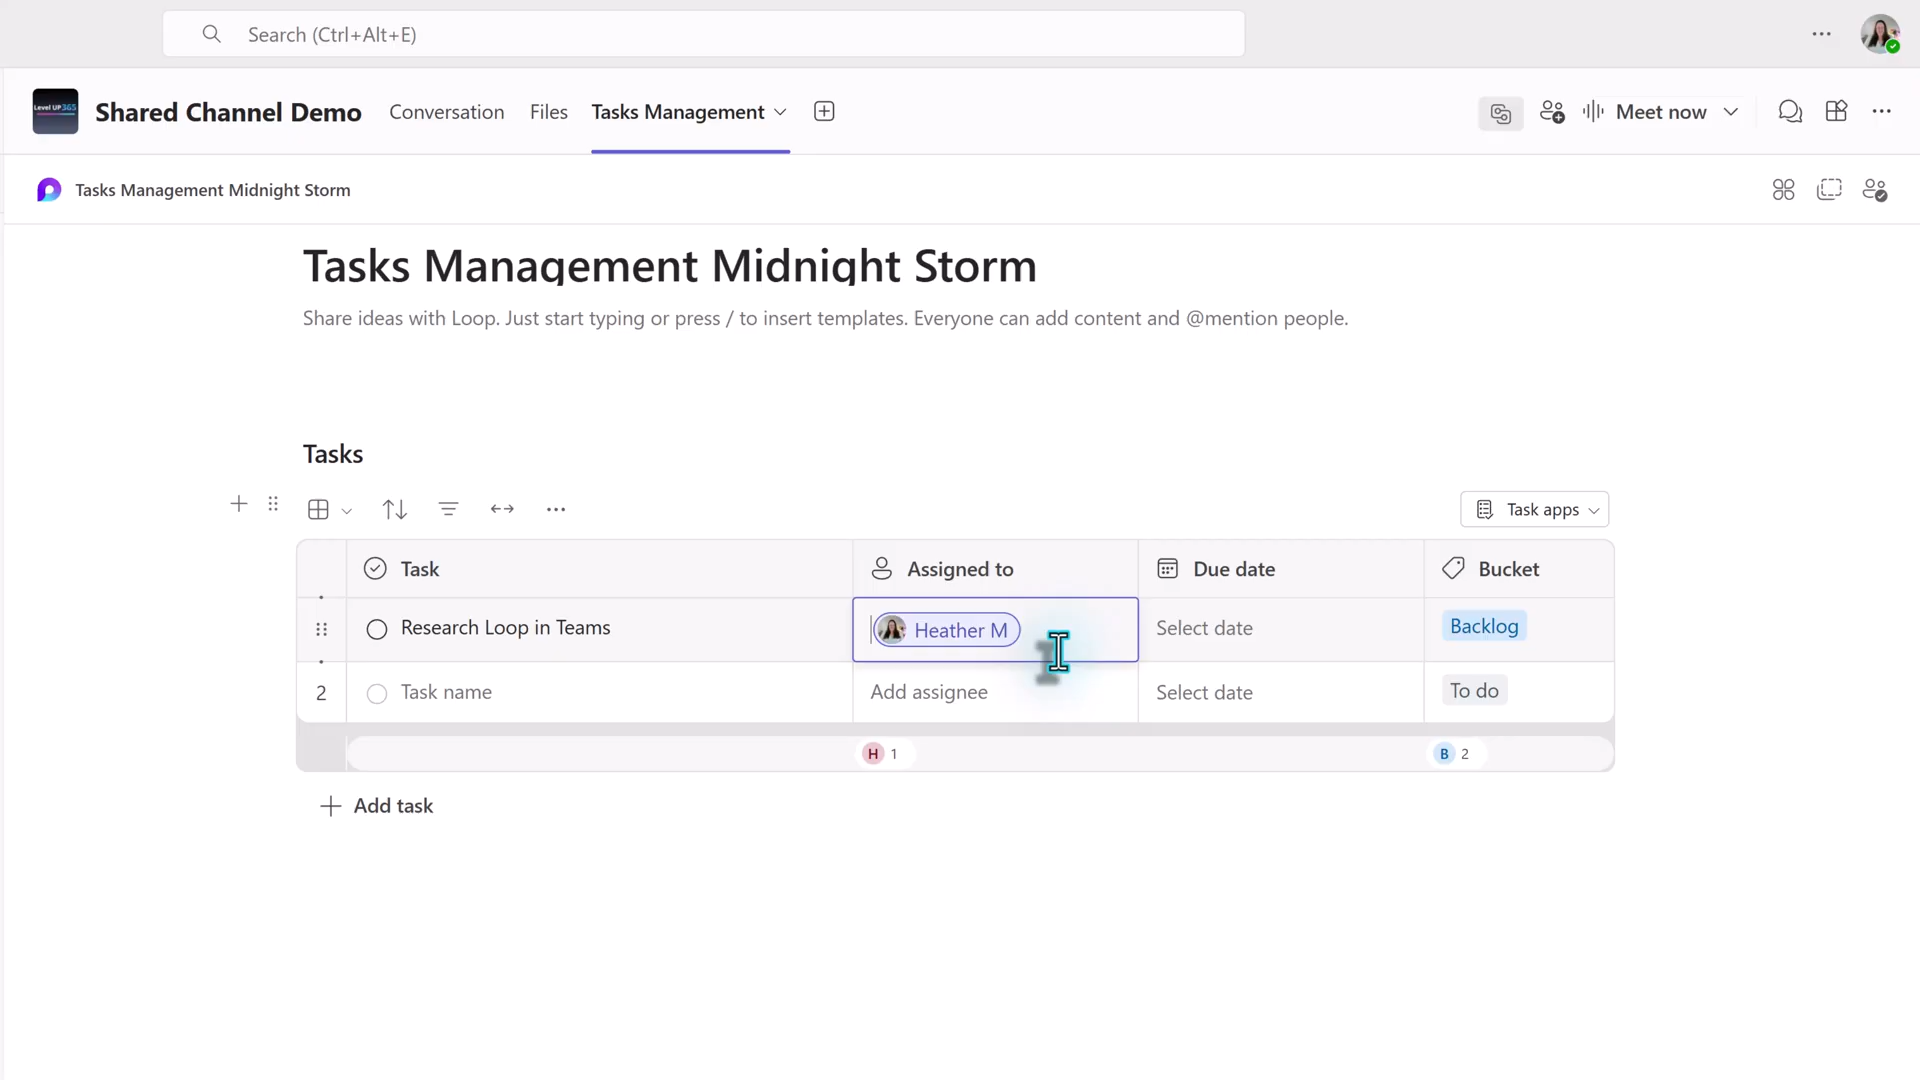 Search (Ctrl+Alt+E)
Level UP365
Shared Channel Demo Conversation Files Tasks Management Meet now
Tasks Management Midnight Storm
Tasks Management Midnight Storm
Share ideas with Loop. Just start typing or press / to insert templates. Everyone can add content and @mention people.
Tasks
Task apps
Task Assigned to Due date Bucket
Research Loop in Teams Heather M Select date Backlog
2 Task name Add assignee Select date To do
H 1 B 2
Add task